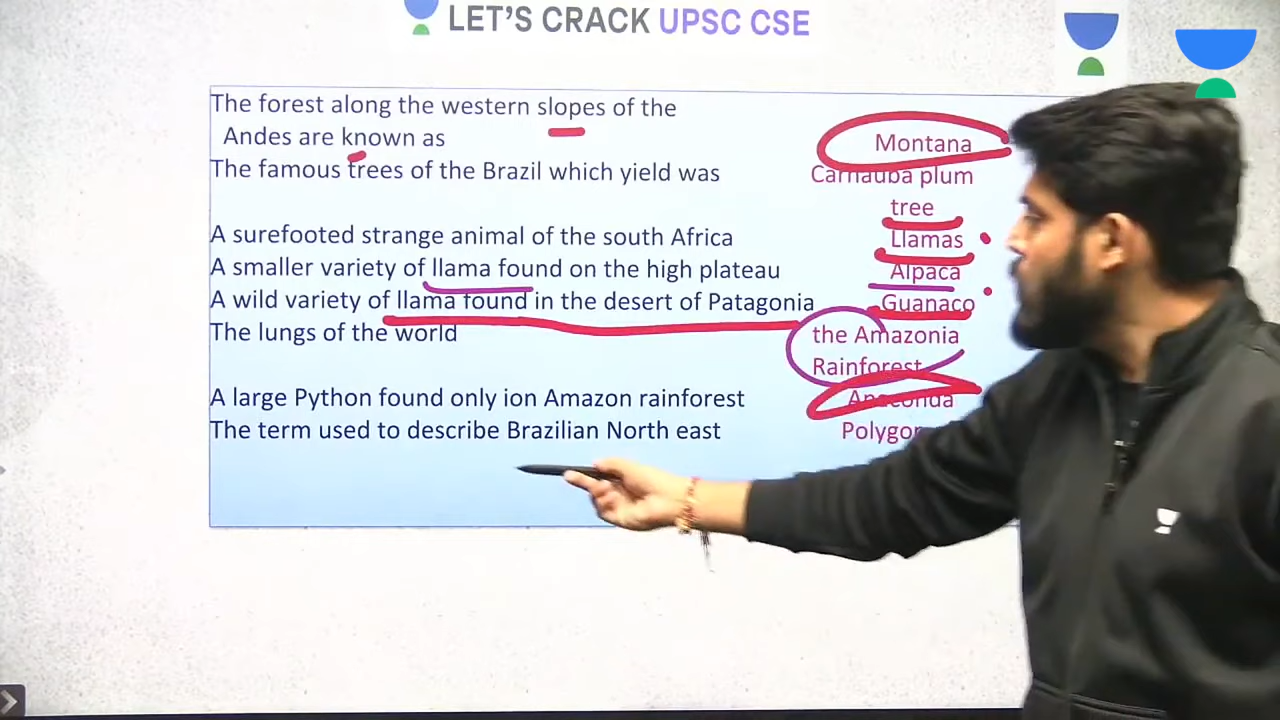 LET'S CRACK UPSC CSE
The forest along the western slopes of the
Andes are known as
Montana
The famous trees of the Brazil which yield was
Carnauba plum
tree
A surefooted strange animal of the south Africa
Llamas
A smaller variety of llama found on the high plateau
Alpaca
A wild variety of llama found in the desert of Patagonia
Guanaco
The lungs of the world
the Amazonia
Rainforest
A large Python found only ion Amazon rainforest
Anaconda
The term used to describe Brazilian North east